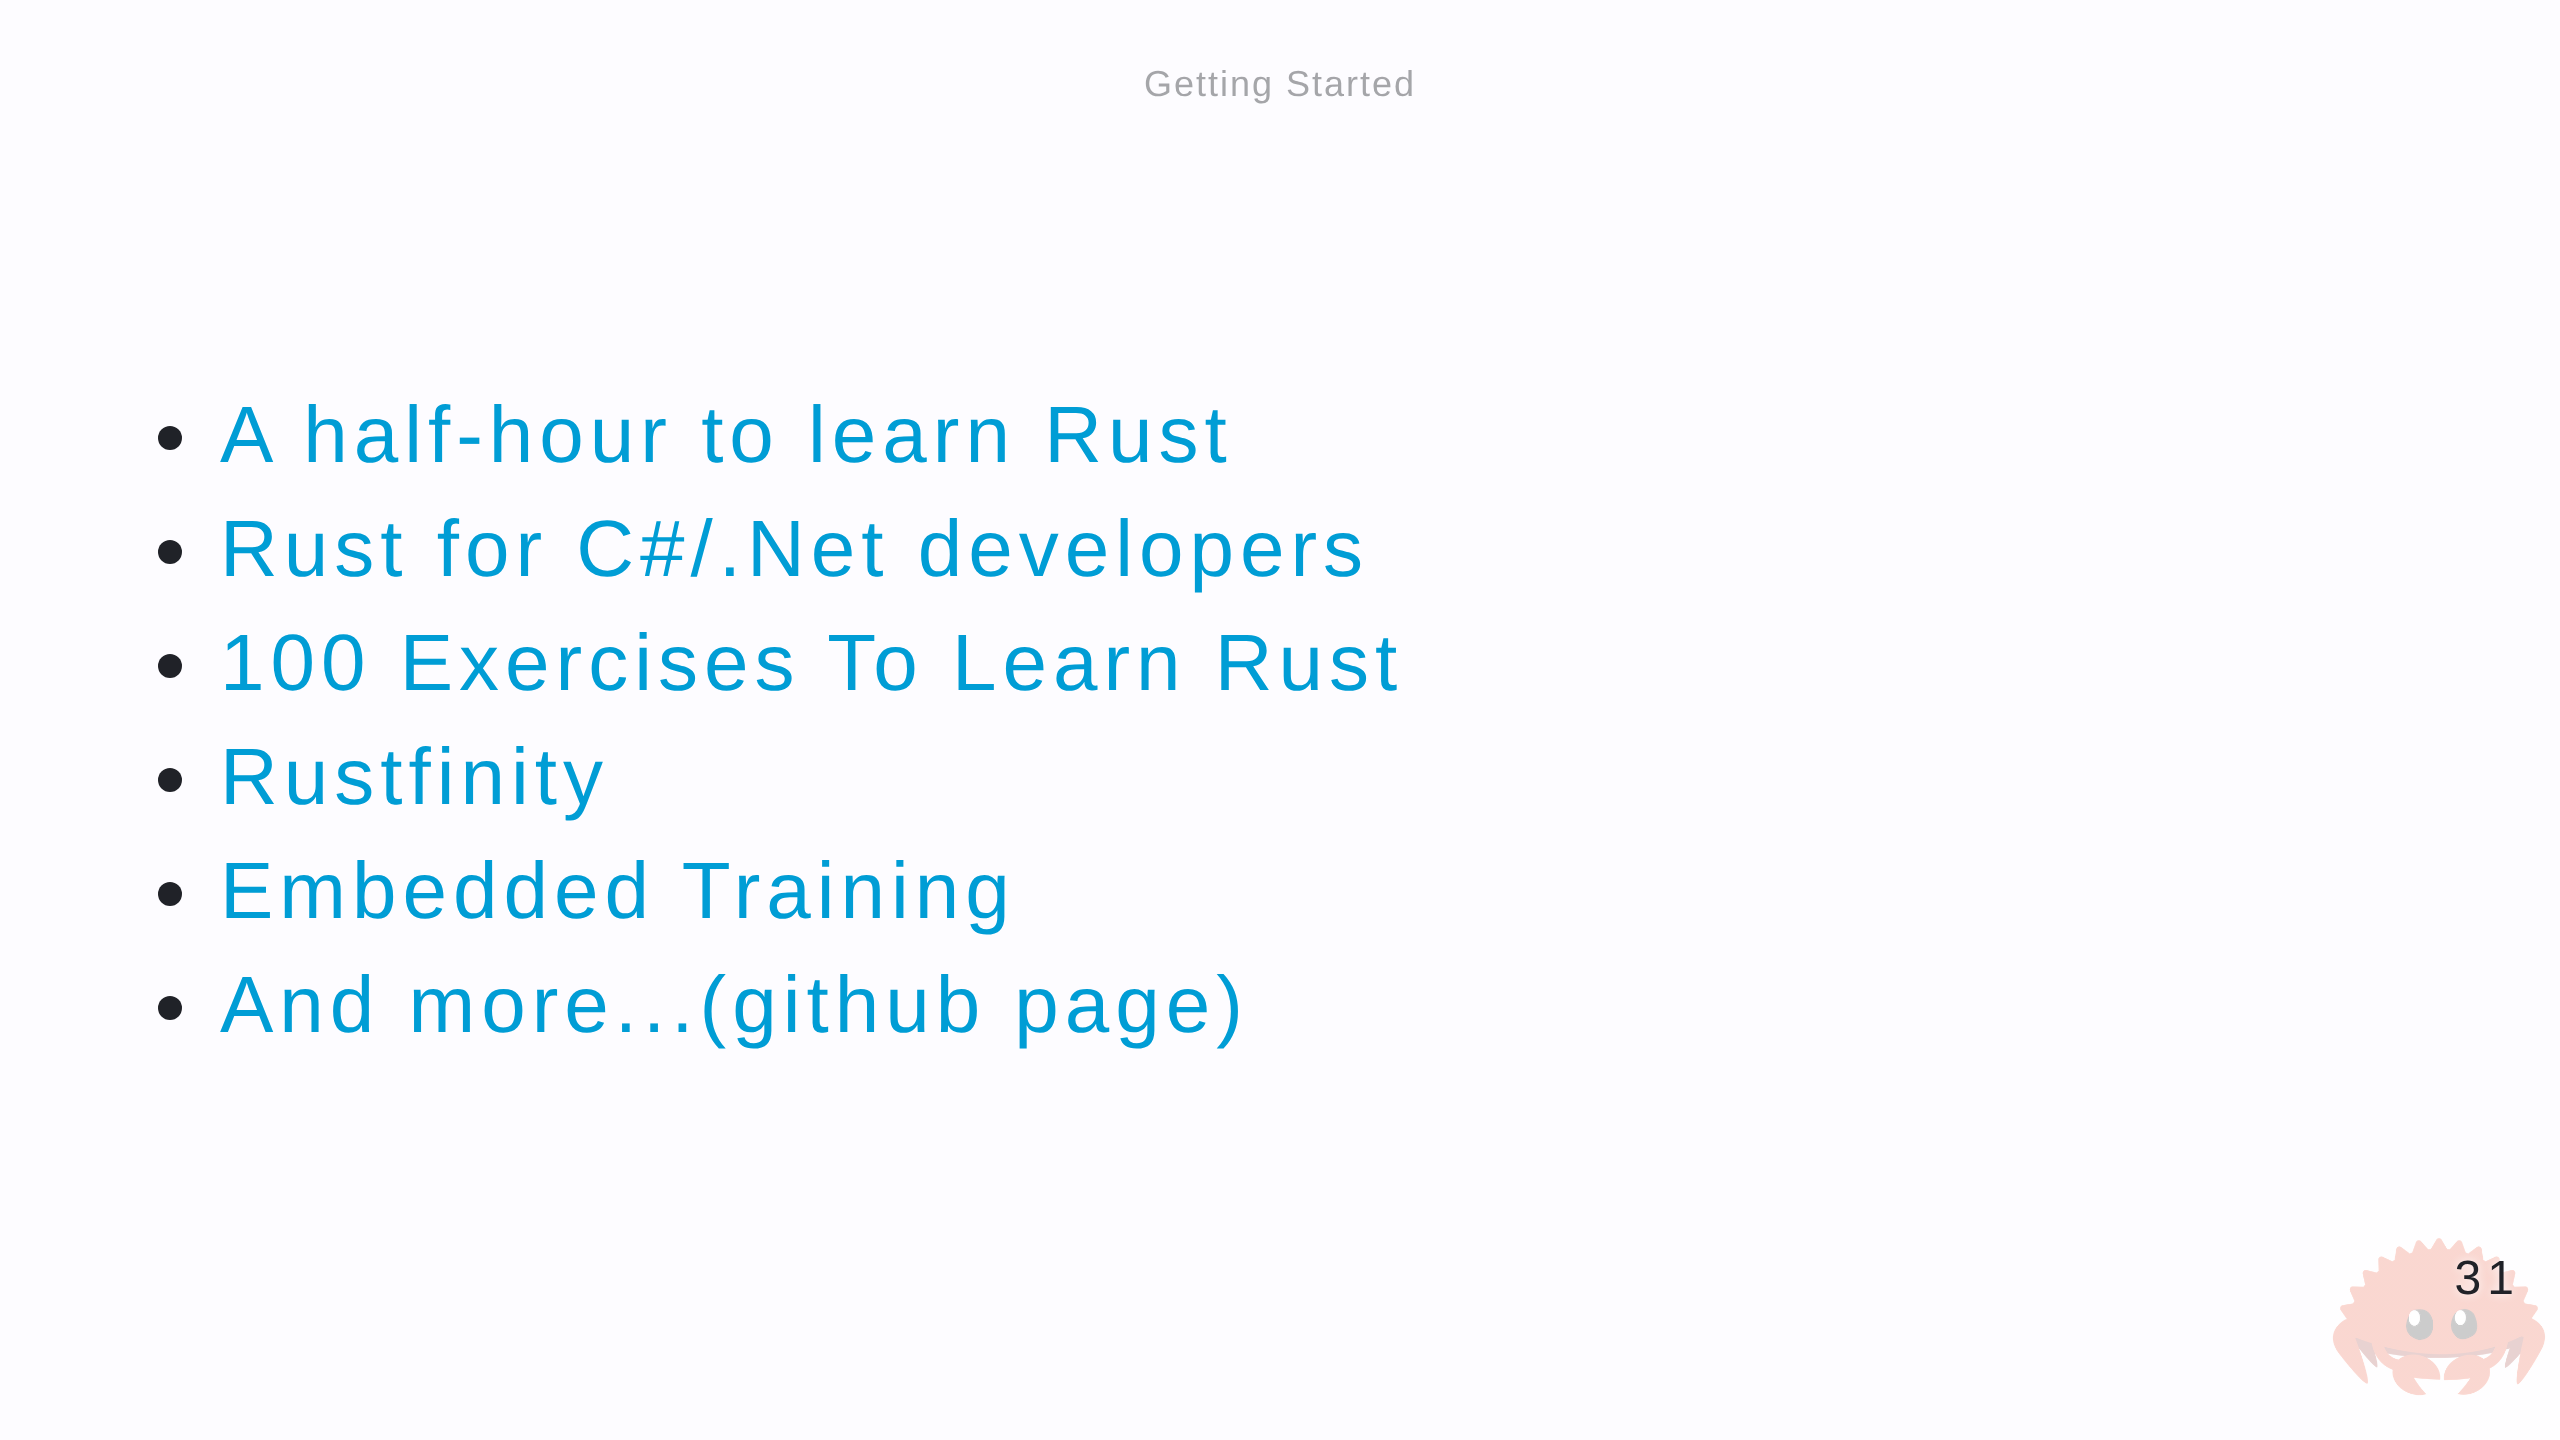 Getting Started
A half-hour to learn Rust
Rust for C#/.Net developers
100 Exercises To Learn Rust
Rustfinity
Embedded Training
And more...(github page)
31